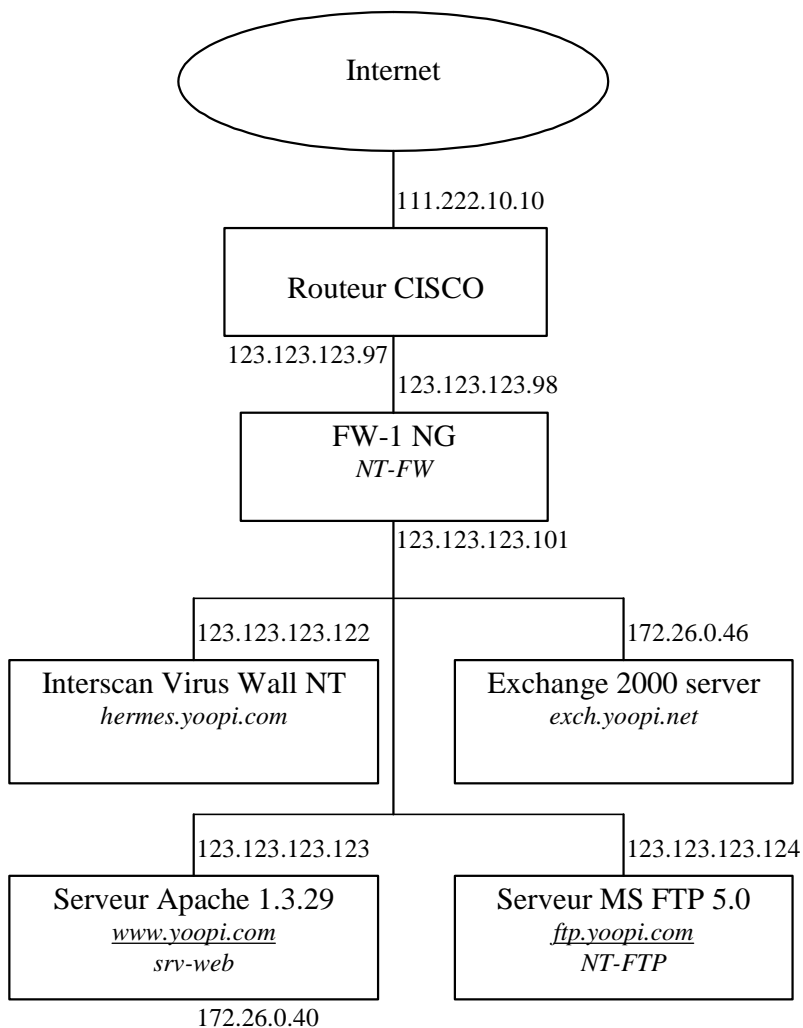 Internet
111.222.10.10
Routeur CISCO
123.123.123.97
123.123.123.98
FW-1 NG
NT-FW
123.123.123.101
123.123.123.122
172.26.0.46
Interscan Virus Wall NT
hermes.yoopi.com
Exchange 2000 server
exch.yoopi.net
123.123.123.123
123.123.123.124
Serveur Apache 1.3.29
www.yoopi.com
srv-web
Serveur MS FTP 5.0
ftp.yoopi.com
NT-FTP
172.26.0.40